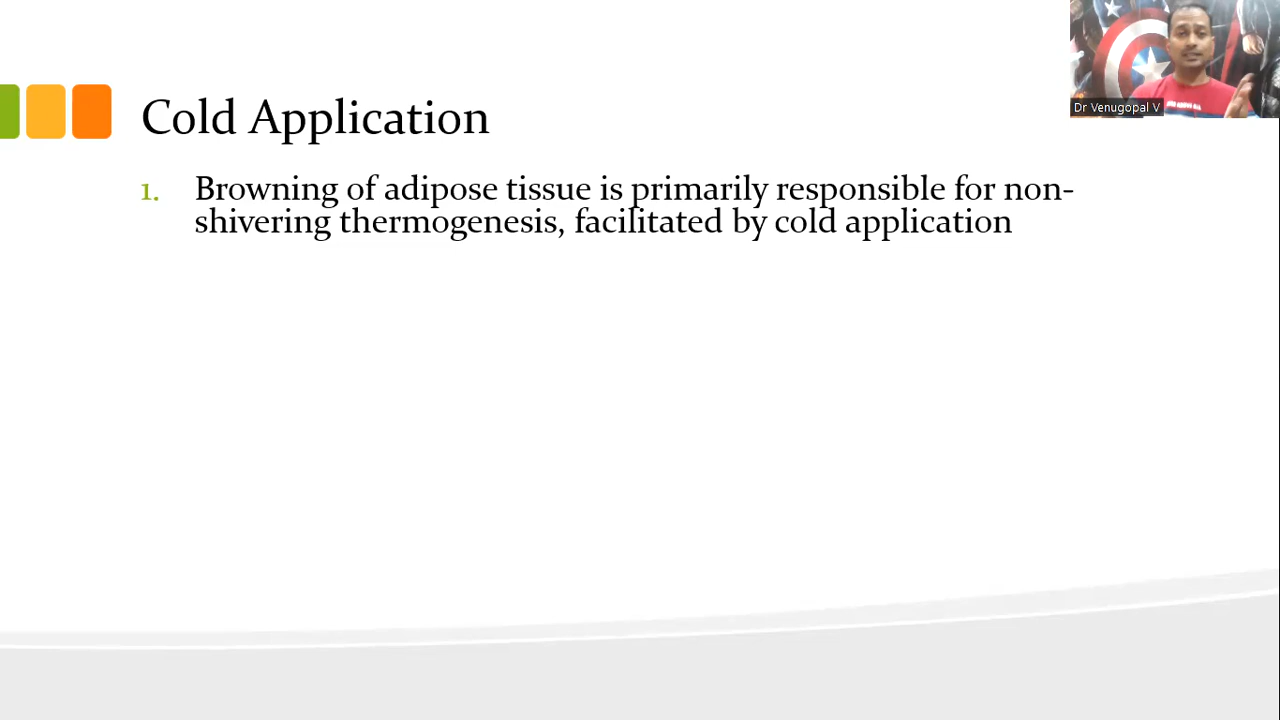 Dr Venugopal V
Cold Application
1. Browning of adipose tissue is primarily responsible for non-
shivering thermogenesis, facilitated by cold application